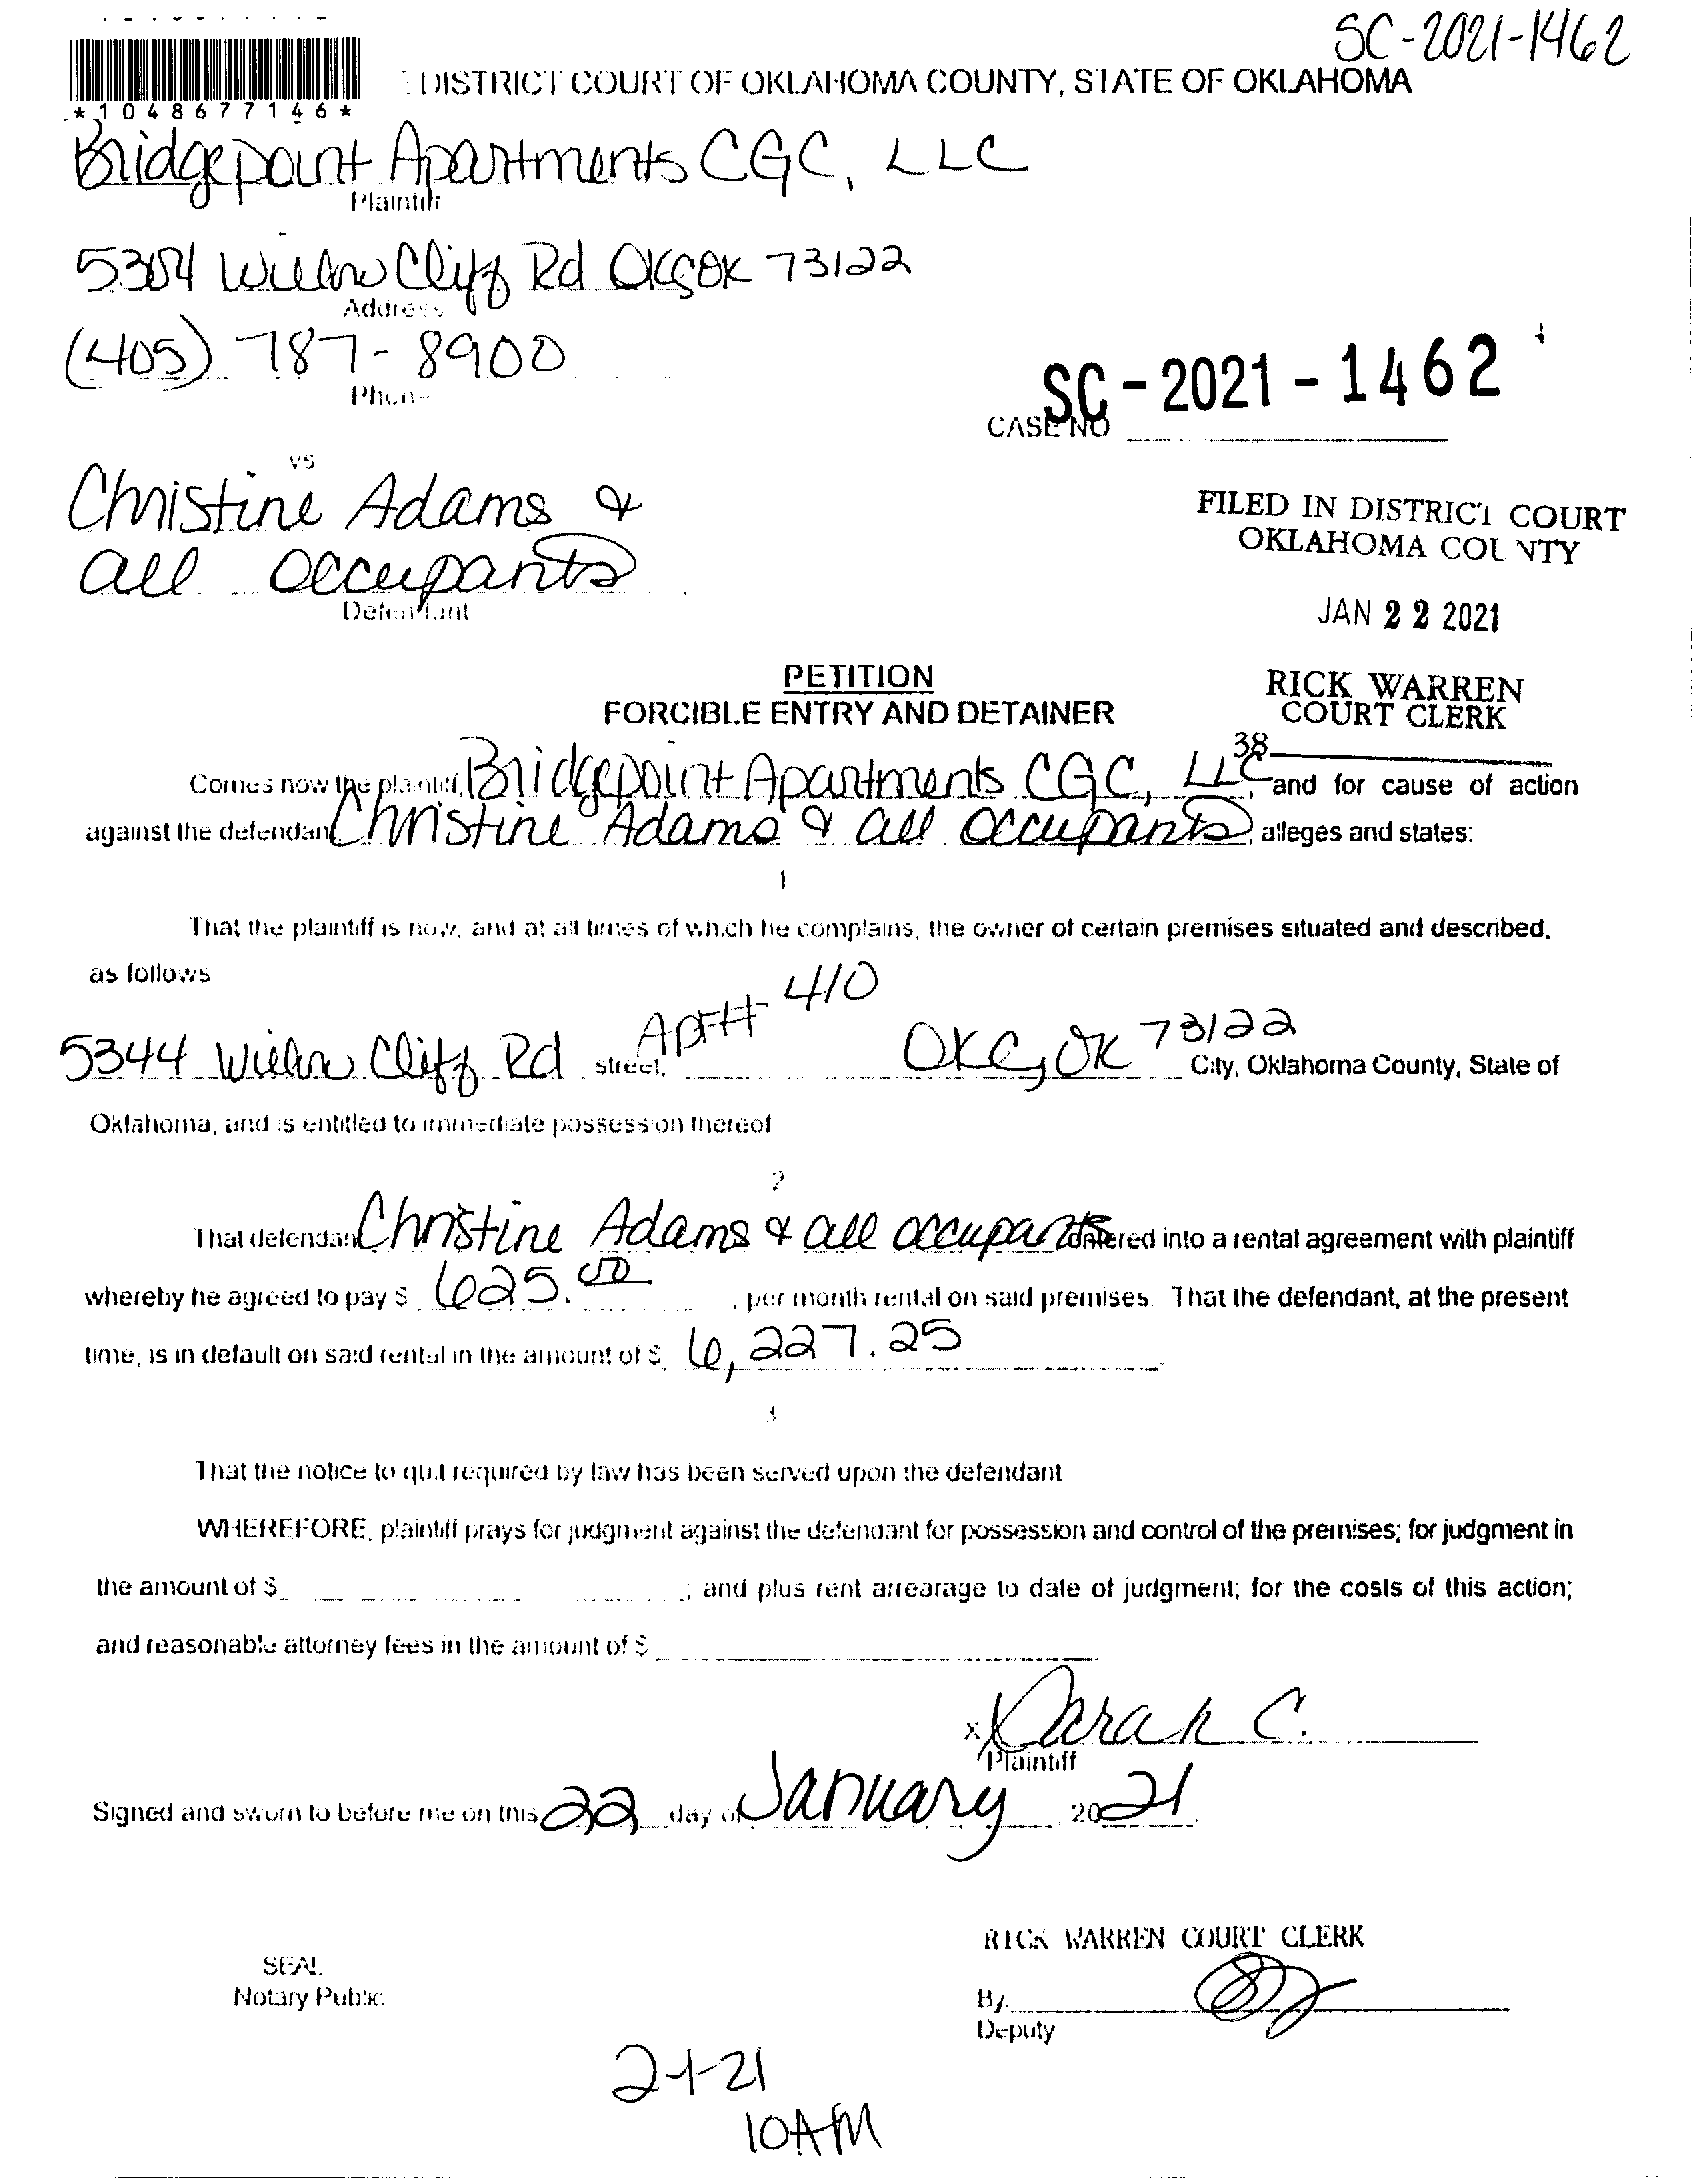 SC-2021-1462
DISTRICT COURT OF OKLAHOMA COUNTY, STATE OF OKLAHOMA
*1048677146*
Bridgepoint Apartments CGC, LLC
Plaintiff
5304 Willow Cliff Rd OKC, OK 73122
Address
(405) 787-8900
Phone
SC-2021-1462
CASE NO
vs
Christine Adams &
all occupants
Defendant
FILED IN DISTRICT COURT
OKLAHOMA COUNTY
JAN 22 2021
RICK WARREN
COURT CLERK
38
PETITION
FORCIBLE ENTRY AND DETAINER
Comes now the plaintiff, Bridgepoint Apartments CGC, LLC, and for cause of action
against the defendant Christine Adams & all occupants, alleges and states:
1
That the plaintiff is now, and at all times of which he complains, the owner of certain premises situated and described,
as follows
5344 Willow Cliff Rd street, Apt# 410 OKC, OK 73122 City, Oklahoma County, State of
Oklahoma, and is entitled to immediate possession thereof
2
That defendant Christine Adams & all occupants entered into a rental agreement with plaintiff
whereby he agreed to pay $ 625.00, per month rental on said premises. That the defendant, at the present
time, is in default on said rental in the amount of $ 6,227.25
3
That the notice to quit required by law has been served upon the defendant
WHEREFORE, plaintiff prays for judgment against the defendant for possession and control of the premises; for judgment in
the amount of $ ; and plus rent arrearage to date of judgment; for the costs of this action;
and reasonable attorney fees in the amount of $
x Sarah C.
Plaintiff
Signed and sworn to before me on this 22 day of January 2021
RICK WARREN COURT CLERK
SEAL
Notary Public
By
Deputy
2-1-21
10AM